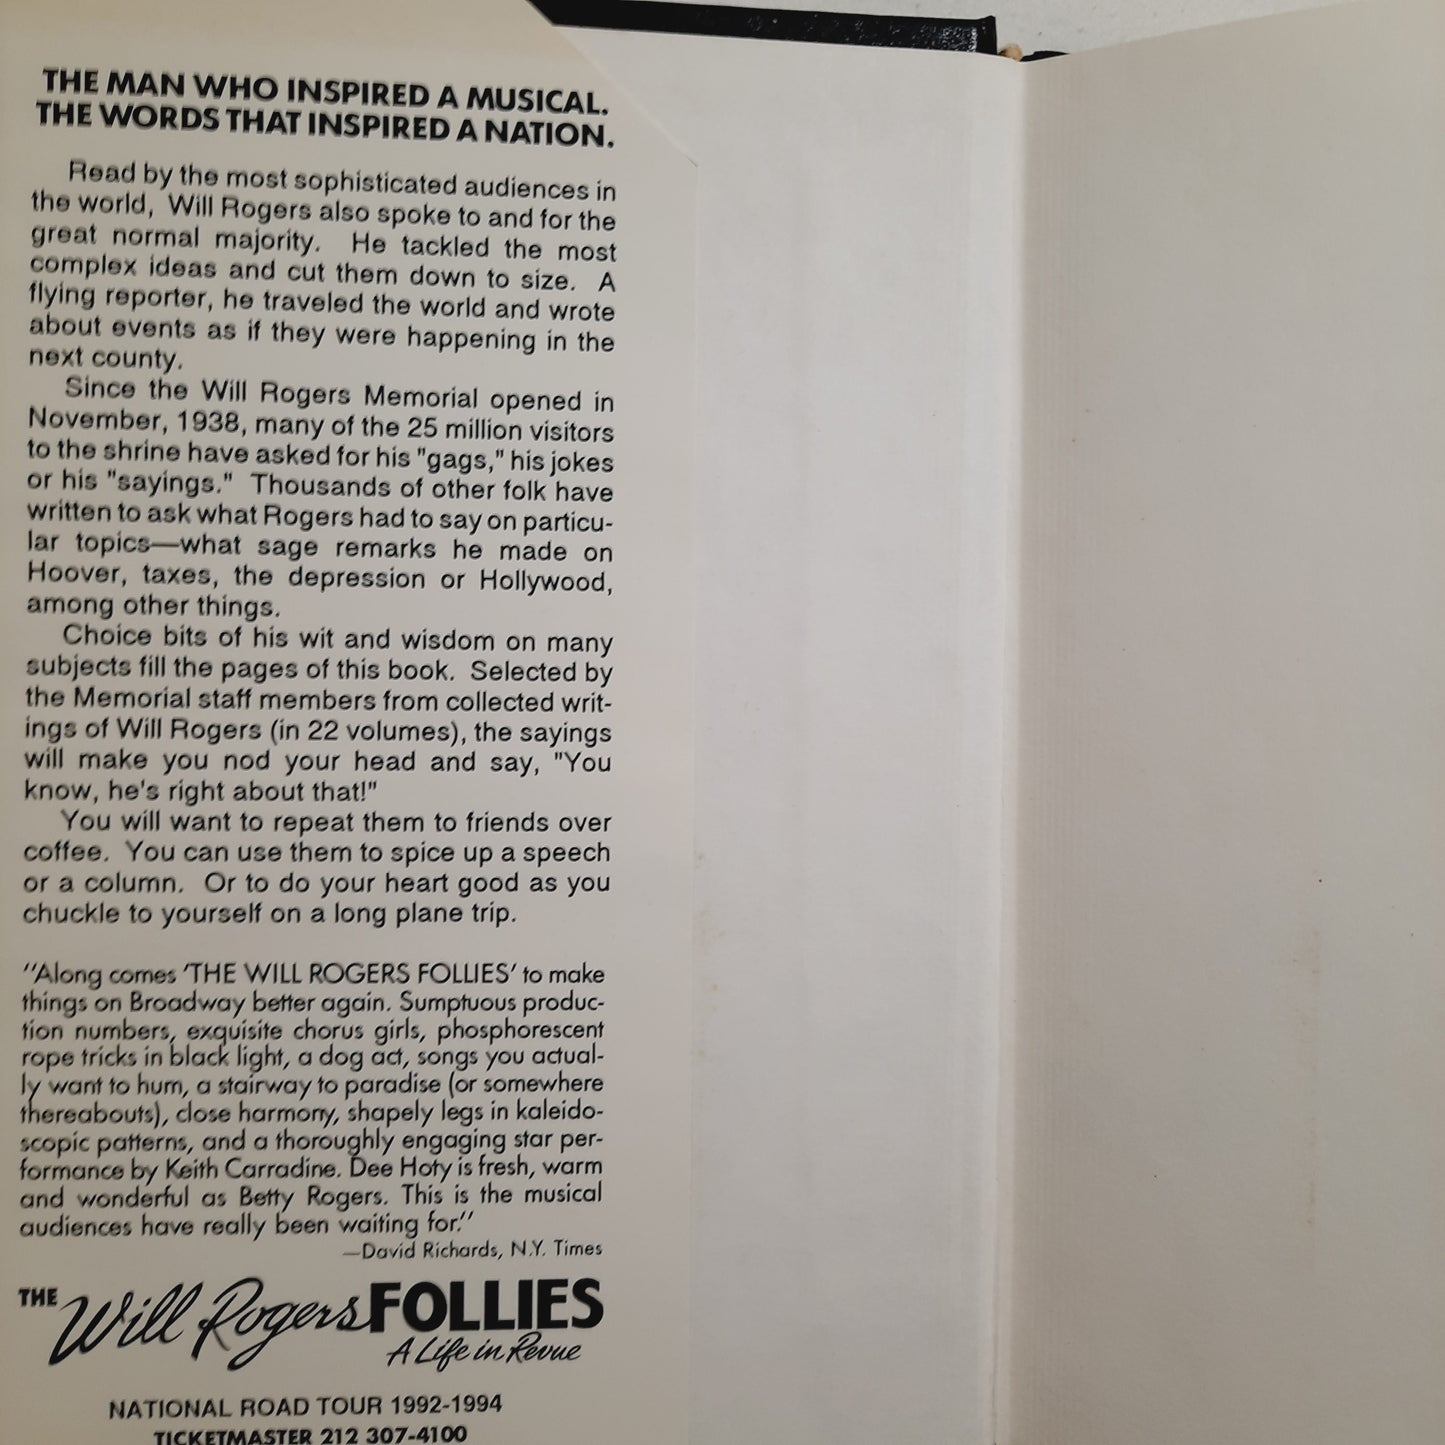 THE MAN WHO INSPIRED A MUSICAL.
THE WORDS THAT INSPIRED A NATION.
Read by the most sophisticated audiences in
the world, Will Rogers also spoke to and for the
great normal majority. He tackled the most
complex ideas and cut them down to size. A
flying reporter, he traveled the world and wrote
about events as if they were happening in the
next county.
Since the Will Rogers Memorial opened in
November, 1938, many of the 25 million visitors
to the shrine have asked for his "gags," his jokes
or his "sayings." Thousands of other folk have
written to ask what Rogers had to say on particu-
lar topics—what sage remarks he made on
Hoover, taxes, the depression or Hollywood,
among other things.
Choice bits of his wit and wisdom on many
subjects fill the pages of this book. Selected by
the Memorial staff members from collected writ-
ings of Will Rogers (in 22 volumes), the sayings
will make you nod your head and say, "You
know, he's right about that!"
You will want to repeat them to friends over
coffee. You can use them to spice up a speech
or a column. Or to do your heart good as you
chuckle to yourself on a long plane trip.
"Along comes 'THE WILL ROGERS FOLLIES' to make
things on Broadway better again. Sumptuous produc-
tion numbers, exquisite chorus girls, phosphorescent
rope tricks in black light, a dog act, songs you actual-
ly want to hum, a stairway to paradise (or somewhere
thereabouts), close harmony, shapely legs in kaleido-
scopic patterns, and a thoroughly engaging star per-
formance by Keith Carradine. Dee Hoty is fresh, warm
and wonderful as Betty Rogers. This is the musical
audiences have really been waiting for."
—David Richards, N.Y. Times
THE Will Rogers FOLLIES
A Life in Revue
NATIONAL ROAD TOUR 1992-1994
TICKETMASTER 212 307-4100